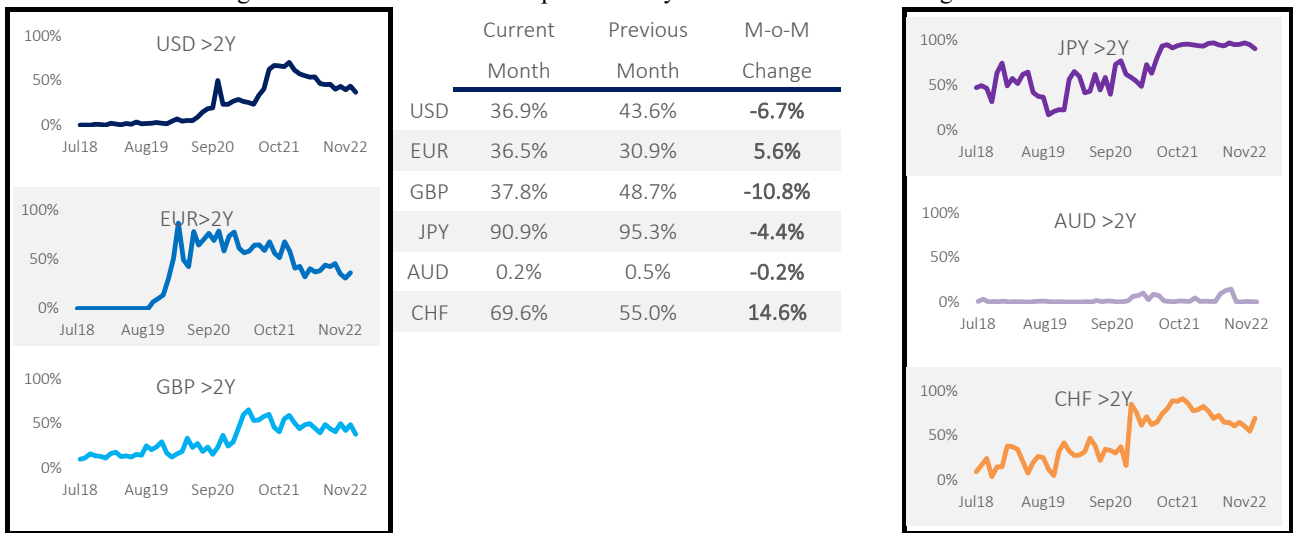 100%
USD >2Y
50%
0%
Jul18 Aug19 Sep20 Oct21 Nov22
100%
EUR>2Y
50%
0%
Jul18 Aug19 Sep20 Oct21 Nov22
100%
GBP >2Y
50%
0%
Jul18 Aug19 Sep20 Oct21 Nov22
Current Previous M-o-M
Month Month Change
USD 36.9% 43.6% -6.7%
EUR 36.5% 30.9% 5.6%
GBP 37.8% 48.7% -10.8%
JPY 90.9% 95.3% -4.4%
AUD 0.2% 0.5% -0.2%
CHF 69.6% 55.0% 14.6%
100%
JPY >2Y
50%
0%
Jul18 Aug19 Sep20 Oct21 Nov22
100%
AUD >2Y
50%
0%
Jul18 Aug19 Sep20 Oct21 Nov22
100%
CHF >2Y
50%
0%
Jul18 Aug19 Sep20 Oct21 Nov22